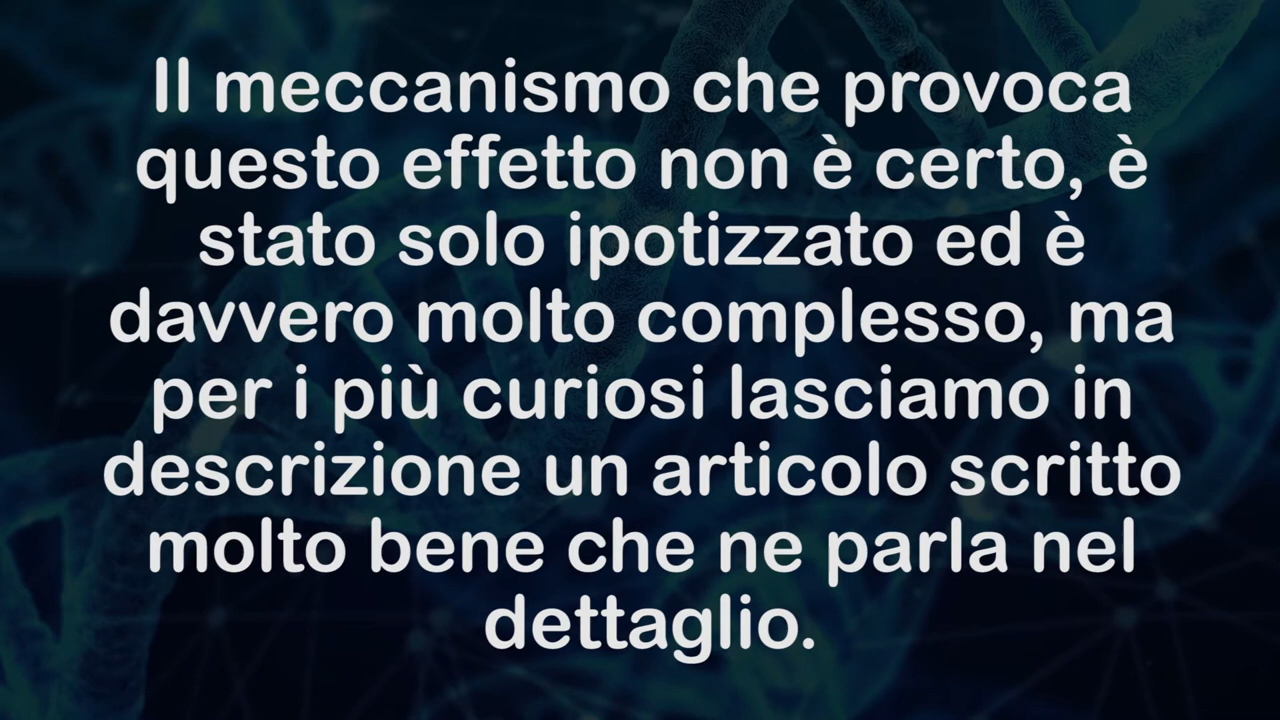 Il meccanismo che provoca
questo effetto non è certo, è
stato solo ipotizzato ed è
davvero molto complesso, ma
per i più curiosi lasciamo in
descrizione un articolo scritto
molto bene che ne parla nel
dettaglio.